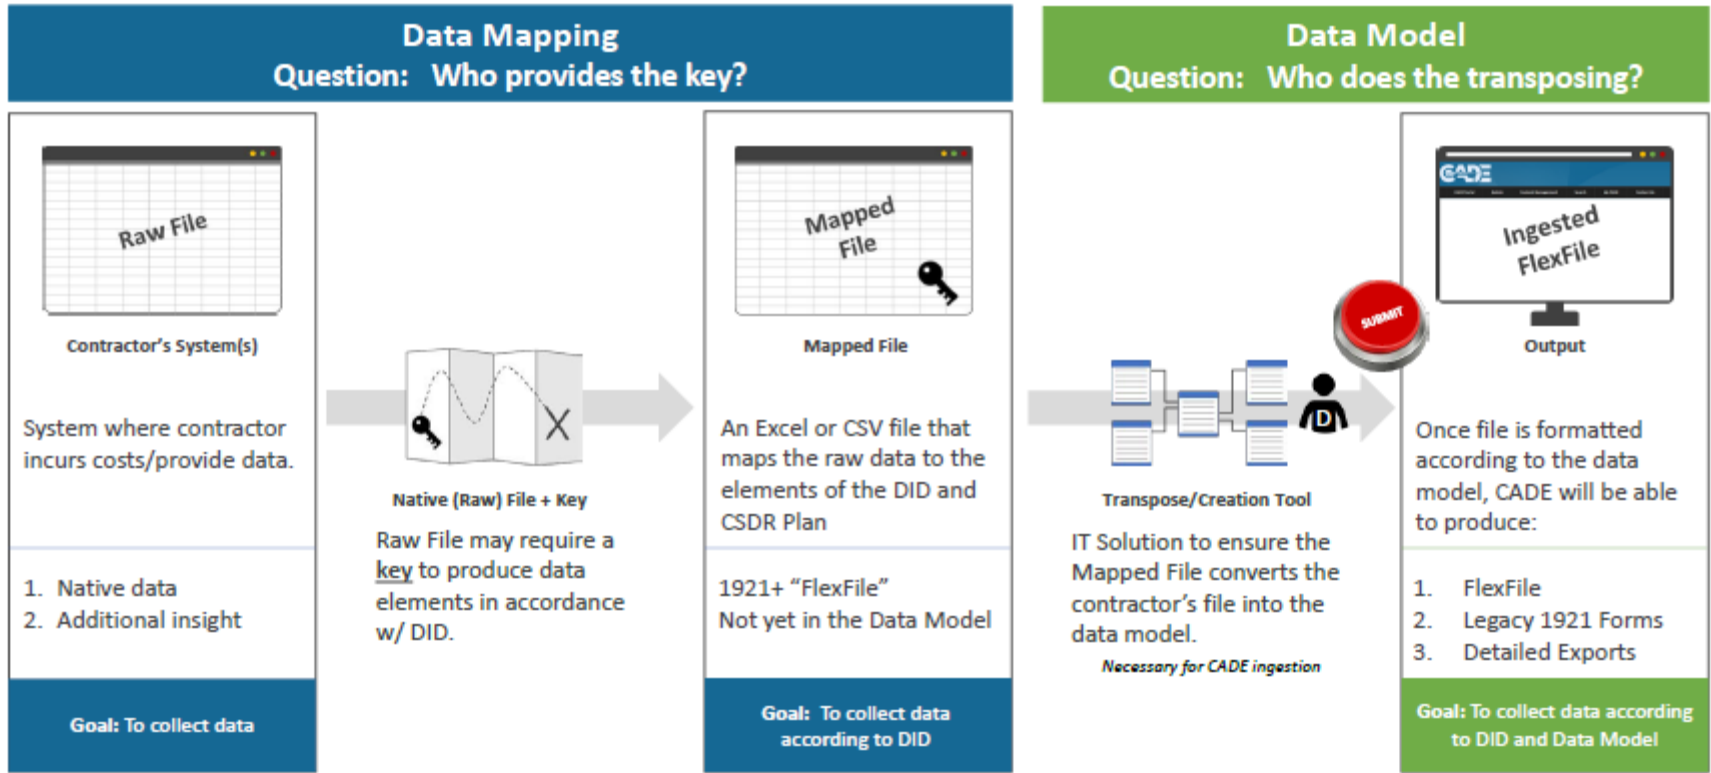 Data Mapping
Question: Who provides the key?
Data Model
Question: Who does the transposing?
Raw File
Contractor's System(s)
System where contractor
incurs costs/provide data.
1. Native data
2. Additional insight
Goal: To collect data
Native (Raw) File + Key
Raw File may require a
key to produce data
elements in accordance
w/ DID.
Mapped
File
Mapped File
An Excel or CSV file that
maps the raw data to the
elements of the DID and
CSDR Plan
1921+ “FlexFile”
Not yet in the Data Model
Goal: To collect data
according to DID
D
Transpose/Creation Tool
IT Solution to ensure the
Mapped File converts the
contractor's file into the
data model.
Necessary for CADE ingestion
SUBMIT
CADE
Ingested
FlexFile
Output
Once file is formatted
according to the data
model, CADE will be able
to produce:
1. FlexFile
2. Legacy 1921 Forms
3. Detailed Exports
Goal: To collect data according
to DID and Data Model